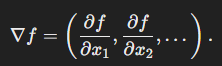 ∇f = (∂f/∂x₁, ∂f/∂x₂, …).